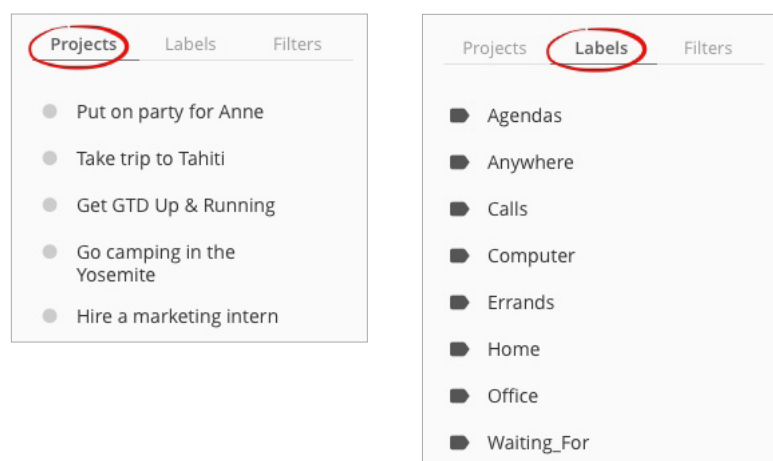 Projects Labels Filters
Put on party for Anne
Take trip to Tahiti
Get GTD Up & Running
Go camping in the
Yosemite
Hire a marketing intern
Projects Labels Filters
Agendas
Anywhere
Calls
Computer
Errands
Home
Office
Waiting_For